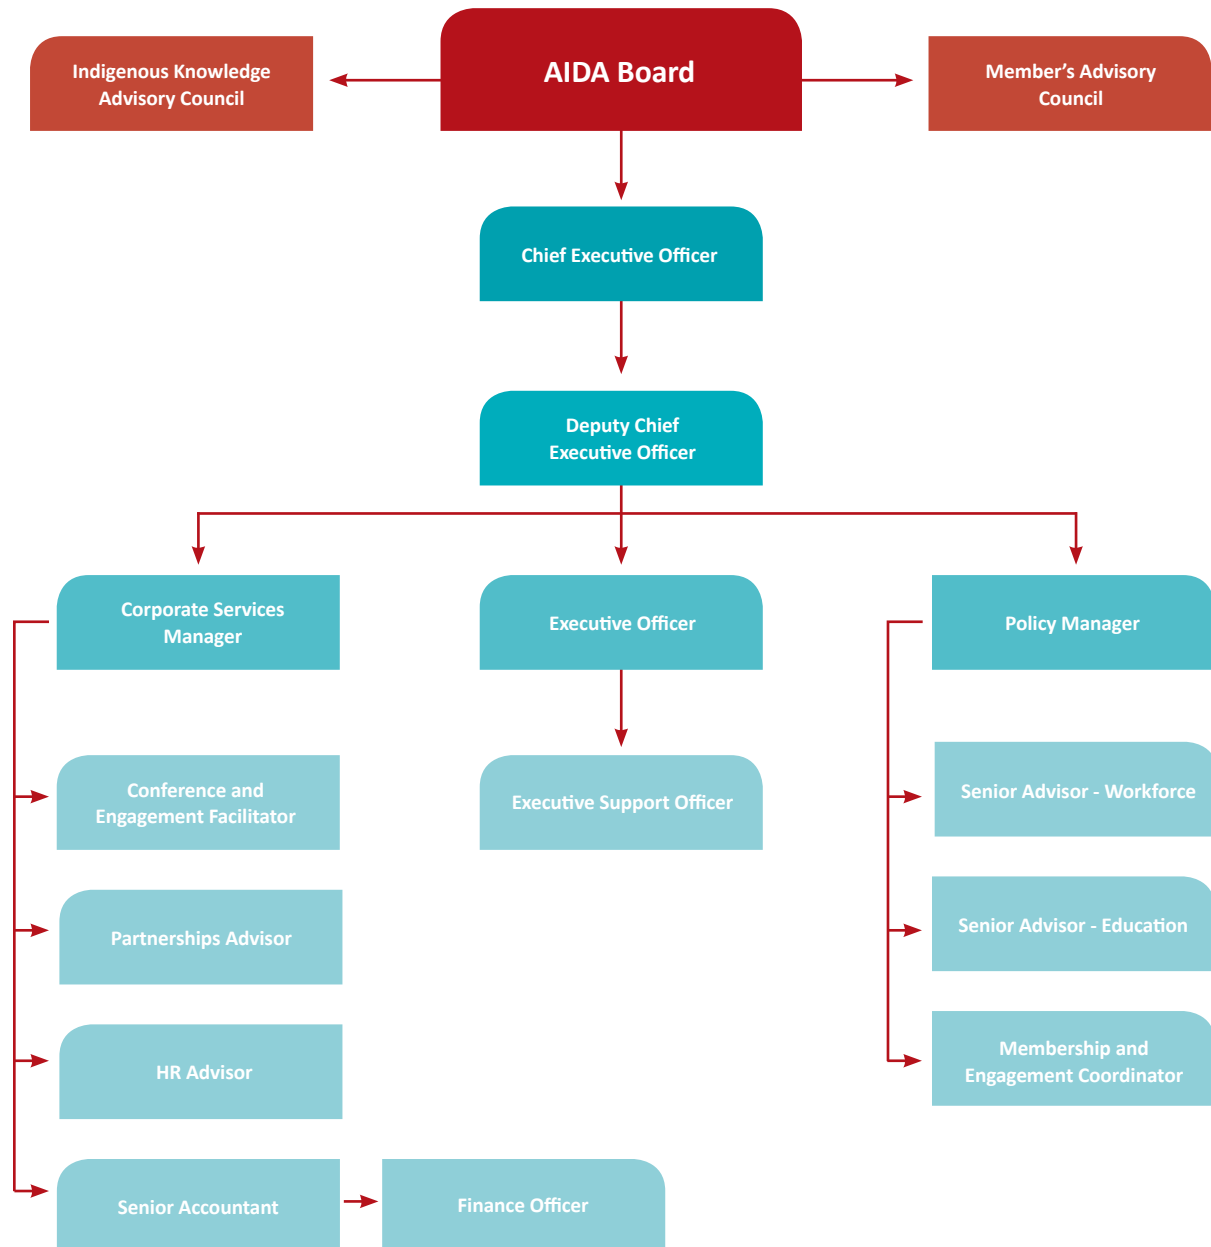 Indigenous Knowledge
Advisory Council
AIDA Board
Member’s Advisory
Council
Chief Executive Officer
Deputy Chief
Executive Officer
Corporate Services
Manager
Executive Officer
Policy Manager
Conference and
Engagement Facilitator
Executive Support Officer
Senior Advisor - Workforce
Partnerships Advisor
Senior Advisor - Education
HR Advisor
Membership and
Engagement Coordinator
Senior Accountant
Finance Officer